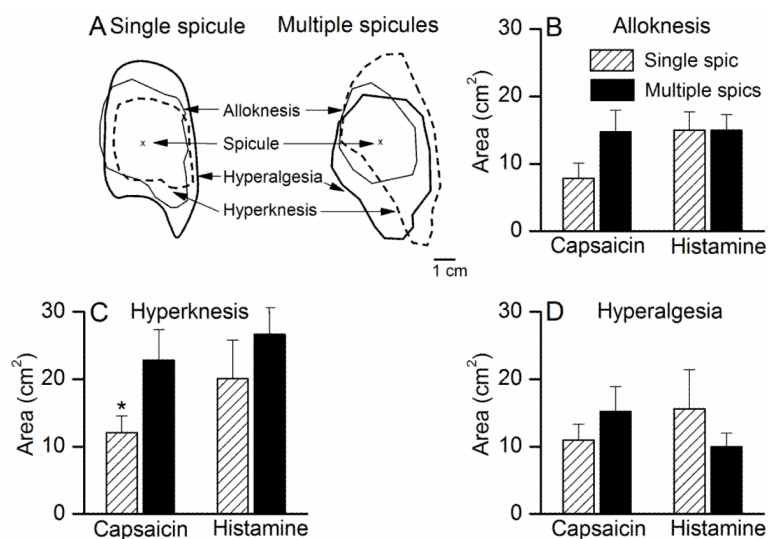 A Single spicule
Multiple spicules
Alloknesis
Spicule
Hyperalgesia
Hyperknesis
x
x
1 cm
B Alloknesis
Single spic
Multiple spics
Area (cm²)
30
20
10
0
Capsaicin Histamine
C Hyperknesis
Area (cm²)
30
20
10
0
*
Capsaicin Histamine
D Hyperalgesia
Area (cm²)
30
20
10
0
Capsaicin Histamine